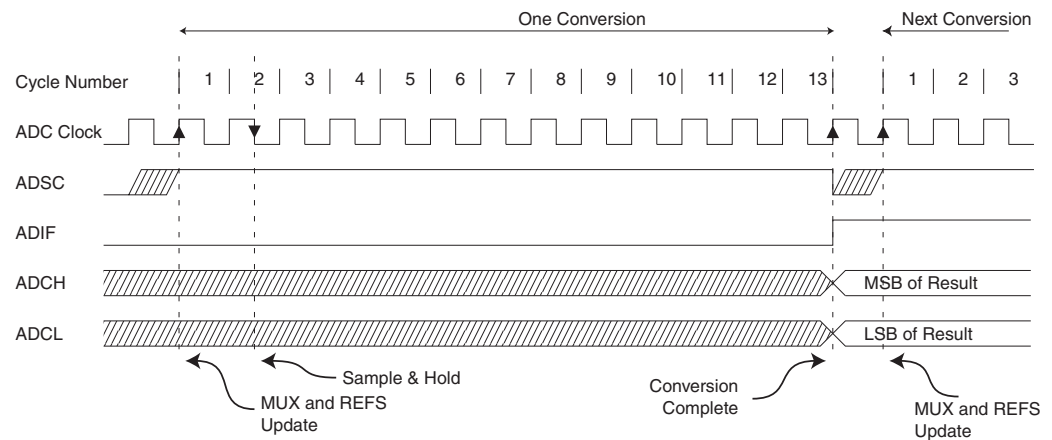 One Conversion Next Conversion
Cycle Number 1 2 3 4 5 6 7 8 9 10 11 12 13 1 2 3
ADC Clock
ADSC
ADIF
ADCH MSB of Result
ADCL LSB of Result
Sample & Hold
MUX and REFS
Update
Conversion
Complete
MUX and REFS
Update